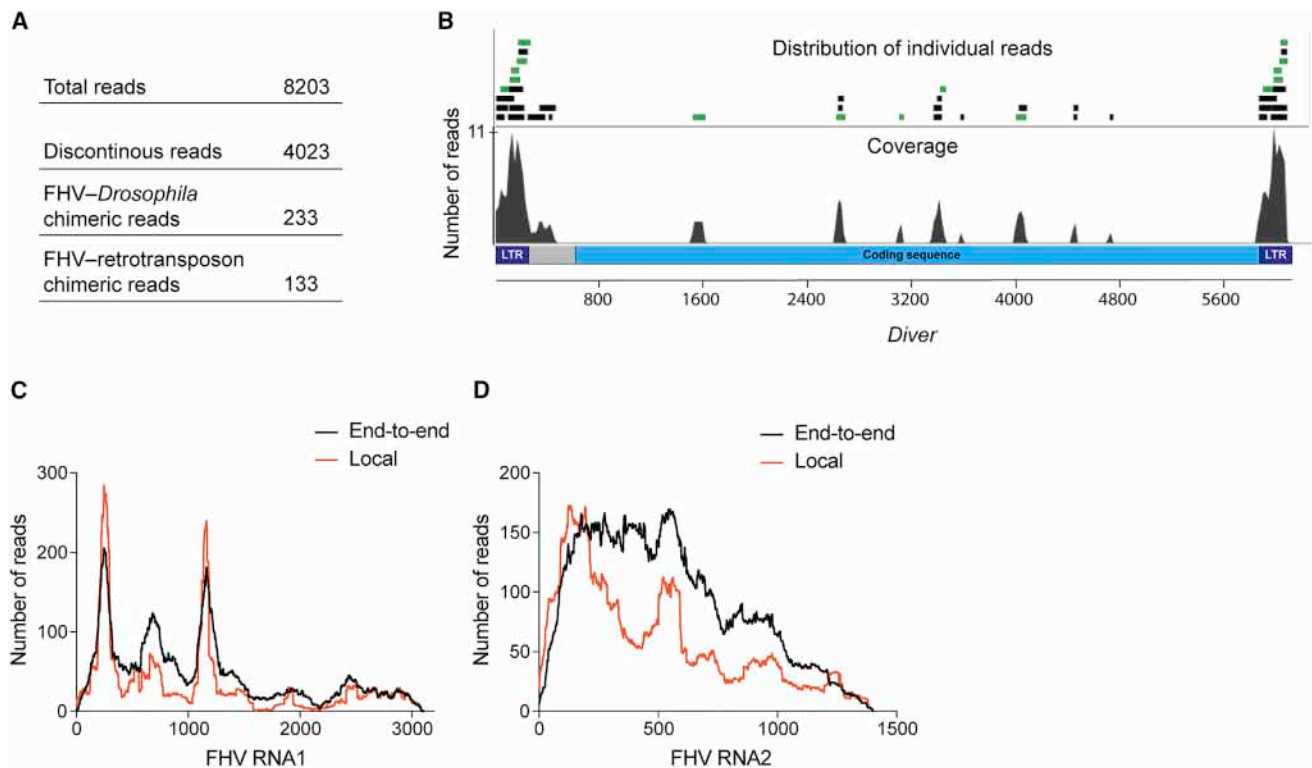 A
Total reads 8203
Discontinous reads 4023
FHV–Drosophila
chimeric reads 233
FHV–retrotransposon
chimeric reads 133
B
Distribution of individual reads
11
Coverage
Number of reads
LTR Coding sequence LTR
800 1600 2400 3200 4000 4800 5600
Diver
C
End-to-end
Local
300
200
100
0
Number of reads
0 1000 2000 3000
FHV RNA1
D
End-to-end
Local
200
150
100
50
0
Number of reads
0 500 1000 1500
FHV RNA2